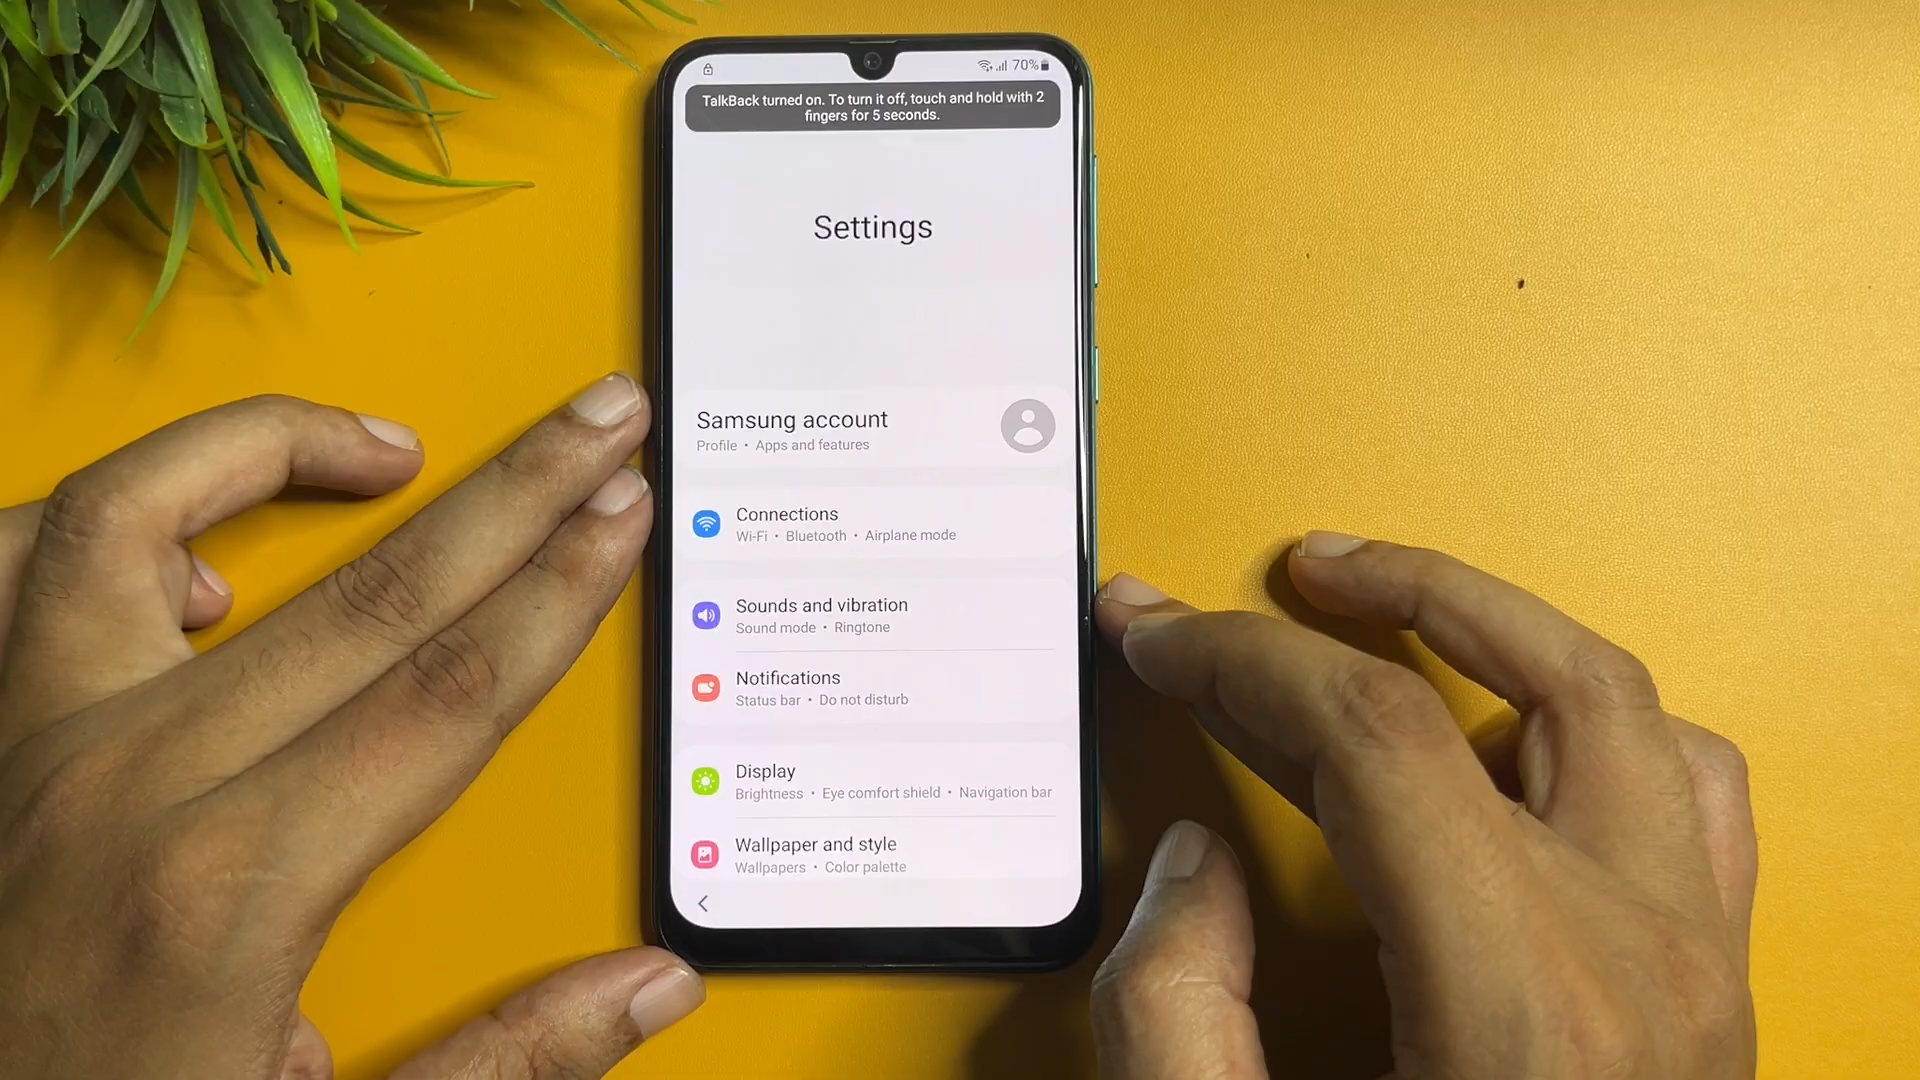 70%
TalkBack turned on. To turn it off, touch and hold with 2
fingers for 5 seconds.
Settings
Samsung account
Profile • Apps and features
Connections
Wi-Fi • Bluetooth • Airplane mode
Sounds and vibration
Sound mode • Ringtone
Notifications
Status bar • Do not disturb
Display
Brightness • Eye comfort shield • Navigation bar
Wallpaper and style
Wallpapers • Color palette